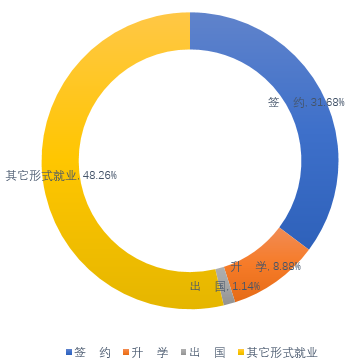 签　约, 31.68%
其它形式就业, 48.26%
升　学, 8.88%
出　国, 1.14%
签　约　升　学　出　国　其它形式就业